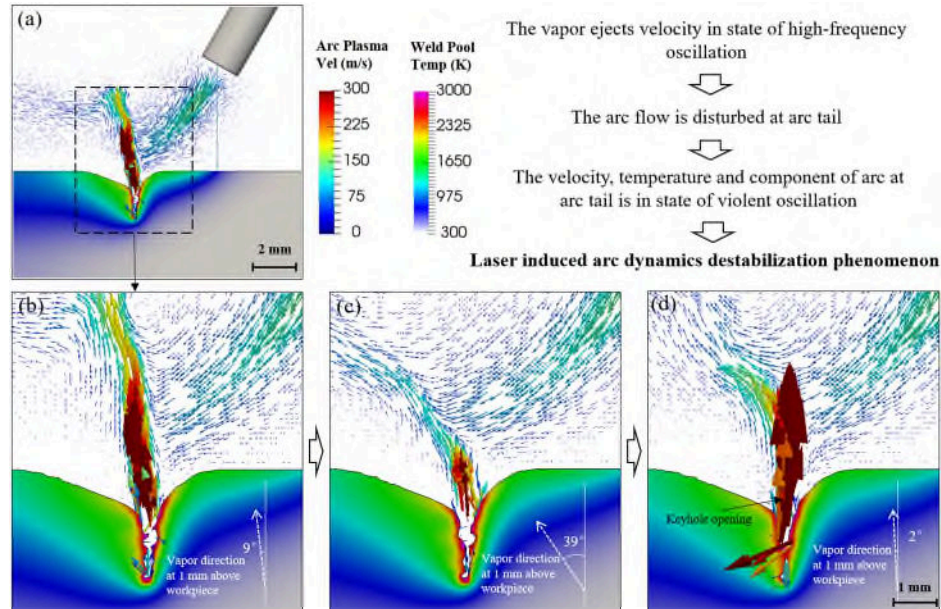 (a)
Arc Plasma
Vel (m/s)
300
225
150
75
0
Weld Pool
Temp (K)
3000
2325
1650
975
300
2 mm
The vapor ejects velocity in state of high-frequency
oscillation
The arc flow is disturbed at arc tail
The velocity, temperature and component of arc at
arc tail is in state of violent oscillation
Laser induced arc dynamics destabilization phenomenon
(b)
9°
Vapor direction
at 1 mm above
workpiece
(c)
39°
Vapor direction
at 1 mm above
workpiece
(d)
Keyhole opening
2°
Vapor direction
at 1 mm above
workpiece
1 mm